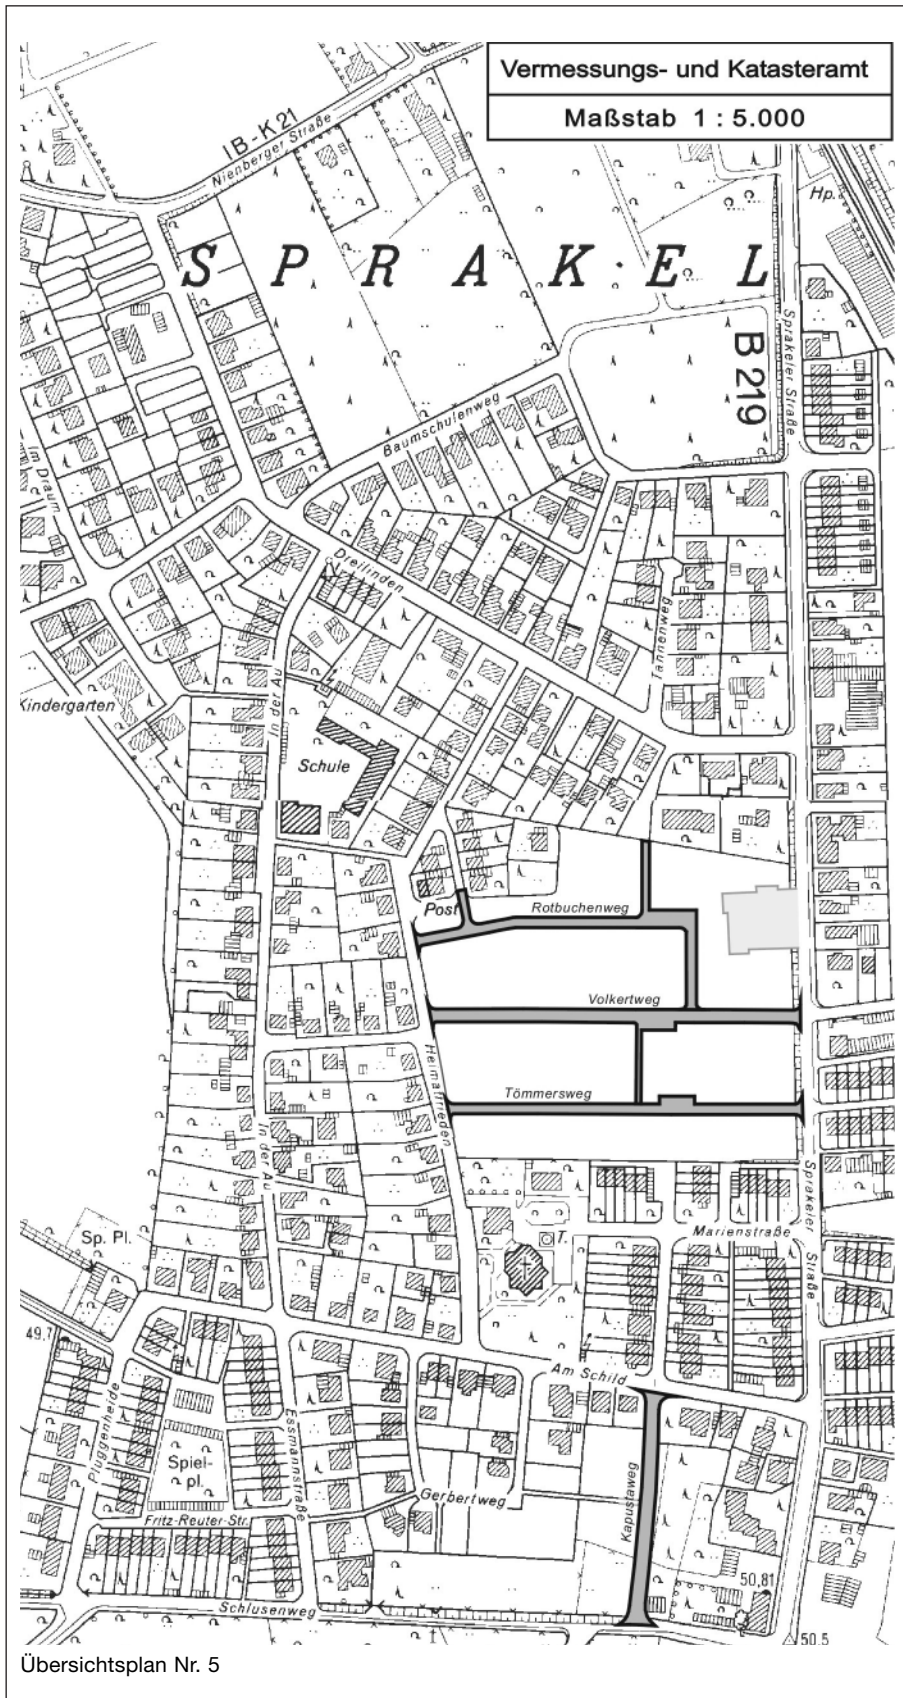 Vermessungs- und Katasteramt
Maßstab 1 : 5.000
IB-K 21
Nienberger Straße
Hp.
SPRAKEL
B 219
Sprakeler Straße
Baumschulenweg
Im Draum
Dreilinden
Tannenweg
In der Au
Kindergarten
Schule
Post
Rotbuchenweg
Volkertweg
Heimatfrieden
Tömmersweg
In der Au
Sprakeler Straße
Marienstraße
T.
Sp. Pl.
49,7
Am Schild
Pluggenheide
Essmannstraße
Spiel-
pl.
Gerbertweg
Kapustaweg
Fritz-Reuter-Str.
50,81
Schlusenweg
50,5
Übersichtsplan Nr. 5